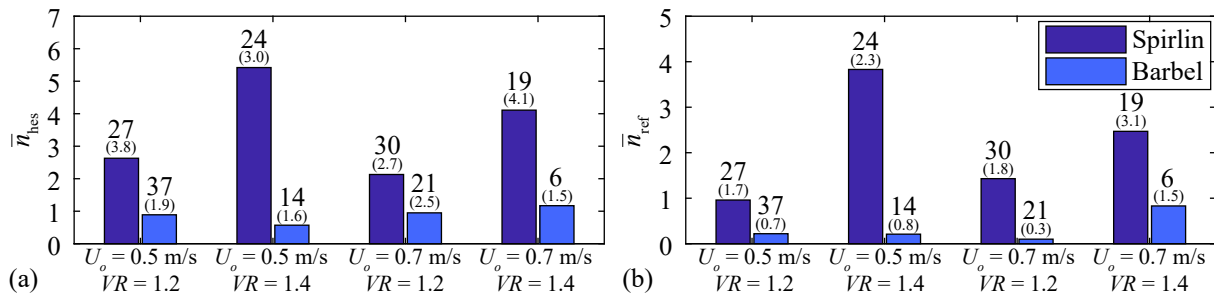 7
6
5
4
3
2
1
0
n̅hes
27
(3.8)
37
(1.9)
24
(3.0)
14
(1.6)
30
(2.7)
21
(2.5)
19
(4.1)
6
(1.5)
Uo = 0.5 m/s
VR = 1.2
Uo = 0.5 m/s
VR = 1.4
Uo = 0.7 m/s
VR = 1.2
Uo = 0.7 m/s
VR = 1.4
(a)
5
4
3
2
1
0
n̅ref
Spirlin
Barbel
27
(1.7)
37
(0.7)
24
(2.3)
14
(0.8)
30
(1.8)
21
(0.3)
19
(3.1)
6
(1.5)
Uo = 0.5 m/s
VR = 1.2
Uo = 0.5 m/s
VR = 1.4
Uo = 0.7 m/s
VR = 1.2
Uo = 0.7 m/s
VR = 1.4
(b)